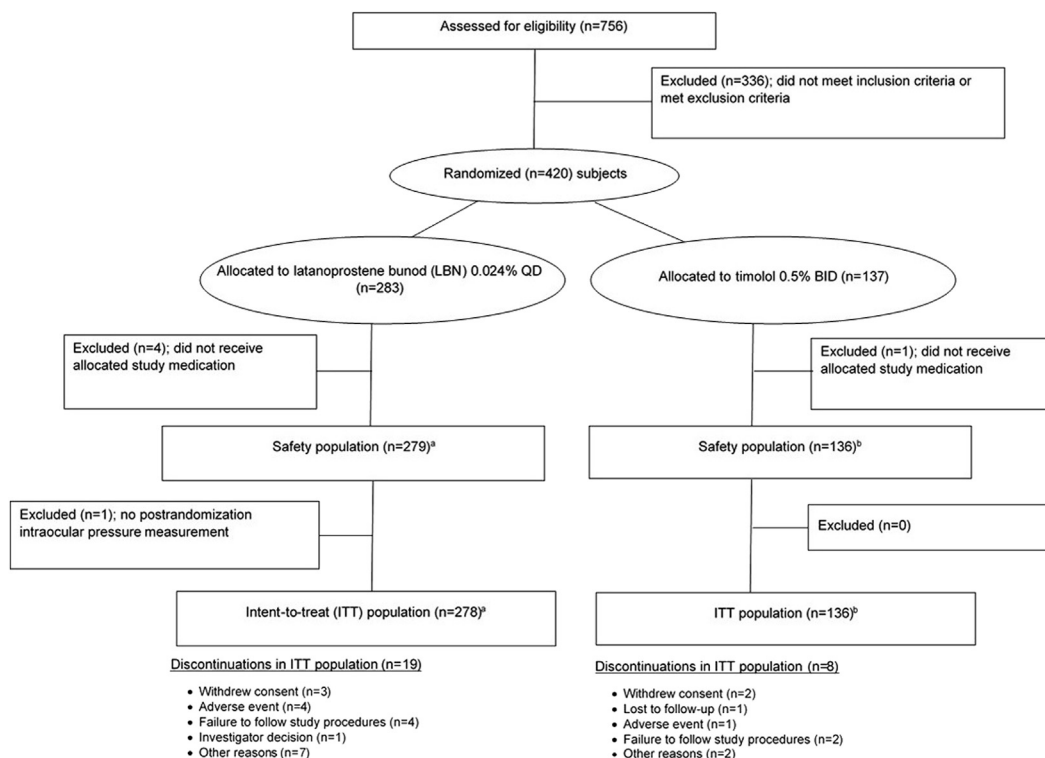 Assessed for eligibility (n=756)
Excluded (n=336); did not meet inclusion criteria or
met exclusion criteria
Randomized (n=420) subjects
Allocated to latanoprostene bunod (LBN) 0.024% QD
(n=283)
Allocated to timolol 0.5% BID (n=137)
Excluded (n=4); did not receive
allocated study medication
Excluded (n=1); did not receive
allocated study medication
Safety population (n=279)ᵃ
Safety population (n=136)ᵇ
Excluded (n=1); no postrandomization
intraocular pressure measurement
Excluded (n=0)
Intent-to-treat (ITT) population (n=278)ᵃ
ITT population (n=136)ᵇ
Discontinuations in ITT population (n=19)
• Withdrew consent (n=3)
• Adverse event (n=4)
• Failure to follow study procedures (n=4)
• Investigator decision (n=1)
• Other reasons (n=7)
Discontinuations in ITT population (n=8)
• Withdrew consent (n=2)
• Lost to follow-up (n=1)
• Adverse event (n=1)
• Failure to follow study procedures (n=2)
• Other reasons (n=2)